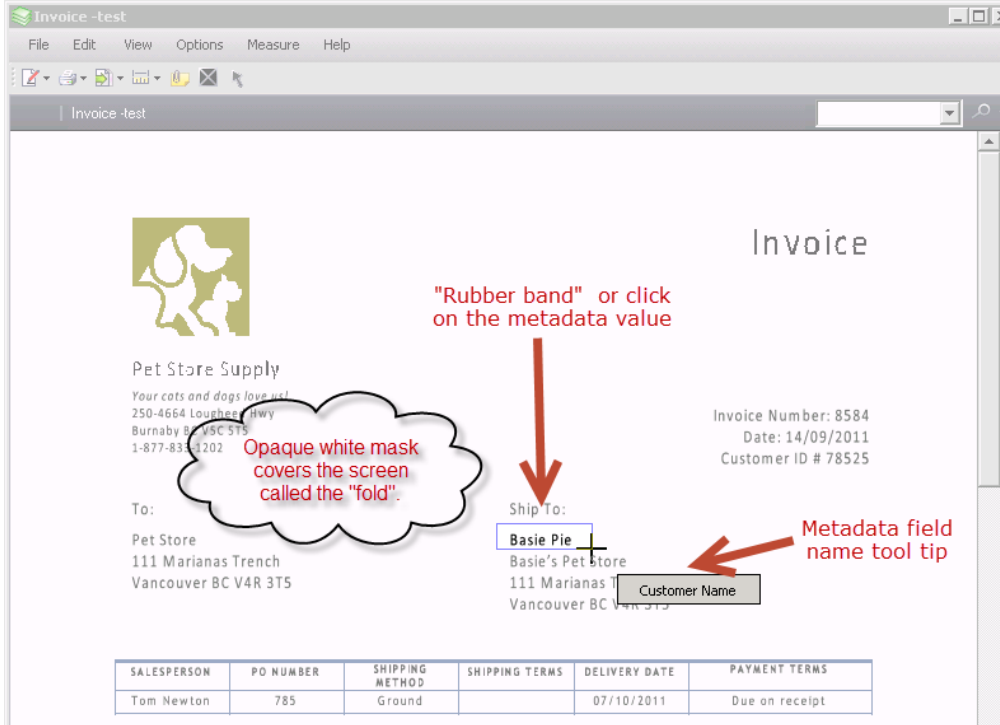 Invoice -test
File Edit View Options Measure Help
Invoice -test
Invoice
"Rubber band" or click
on the metadata value
Pet Store Supply
Your cats and dogs love us!
250-4664 Lougheed Hwy
Burnaby BC V5C 5T5
1-877-833-1202
Opaque white mask
covers the screen
called the "fold".
Invoice Number: 8584
Date: 14/09/2011
Customer ID # 78525
To:
Pet Store
111 Marianas Trench
Vancouver BC V4R 3T5
Ship To:
Basie Pie
Basie's Pet Store
111 Marianas T
Vancouver BC V4R 3T5
Metadata field
name tool tip
Customer Name
SALESPERSON PO NUMBER SHIPPING METHOD SHIPPING TERMS DELIVERY DATE PAYMENT TERMS
Tom Newton 785 Ground 07/10/2011 Due on receipt